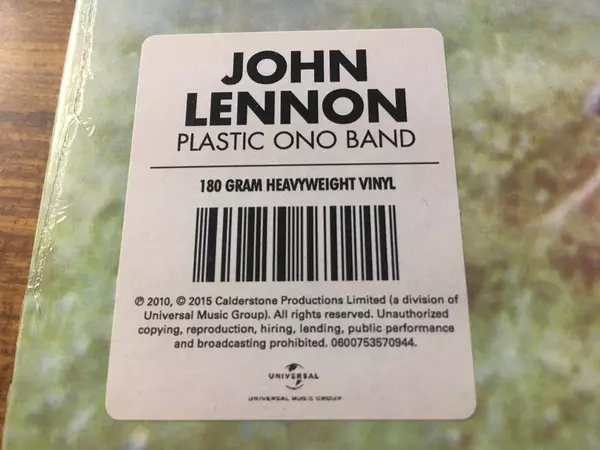 JOHN
LENNON
PLASTIC ONO BAND
180 GRAM HEAVYWEIGHT VINYL
℗ 2010, © 2015 Calderstone Productions Limited (a division of
Universal Music Group). All rights reserved. Unauthorized
copying, reproduction, hiring, lending, public performance
and broadcasting prohibited. 0600753570944.
UNIVERSAL
UNIVERSAL MUSIC GROUP